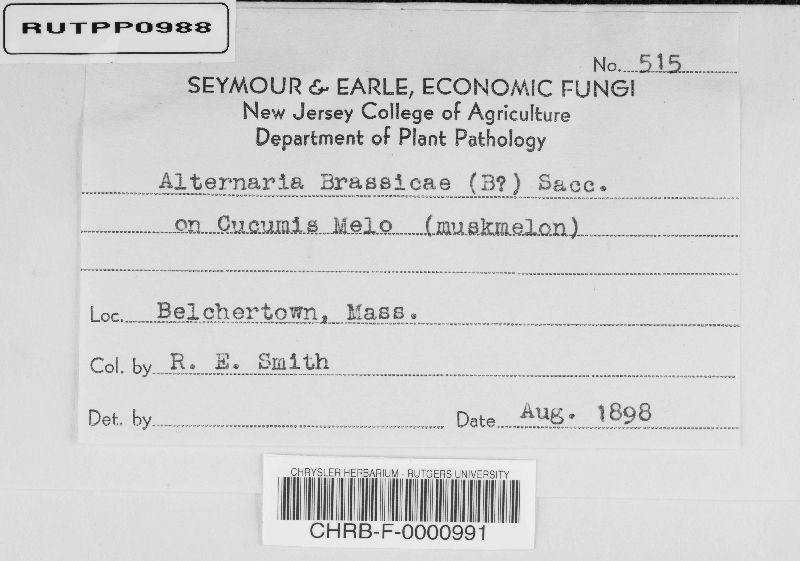 RUTPP0988
No. 515
SEYMOUR & EARLE, ECONOMIC FUNGI
New Jersey College of Agriculture
Department of Plant Pathology
Alternaria Brassicae (B?) Sacc.
on Cucumis Melo (muskmelon)
Loc. Belchertown, Mass.
Col. by R. E. Smith
Det. by
Date Aug. 1898
CHRYSLER HERBARIUM - RUTGERS UNIVERSITY
CHRB-F-0000991